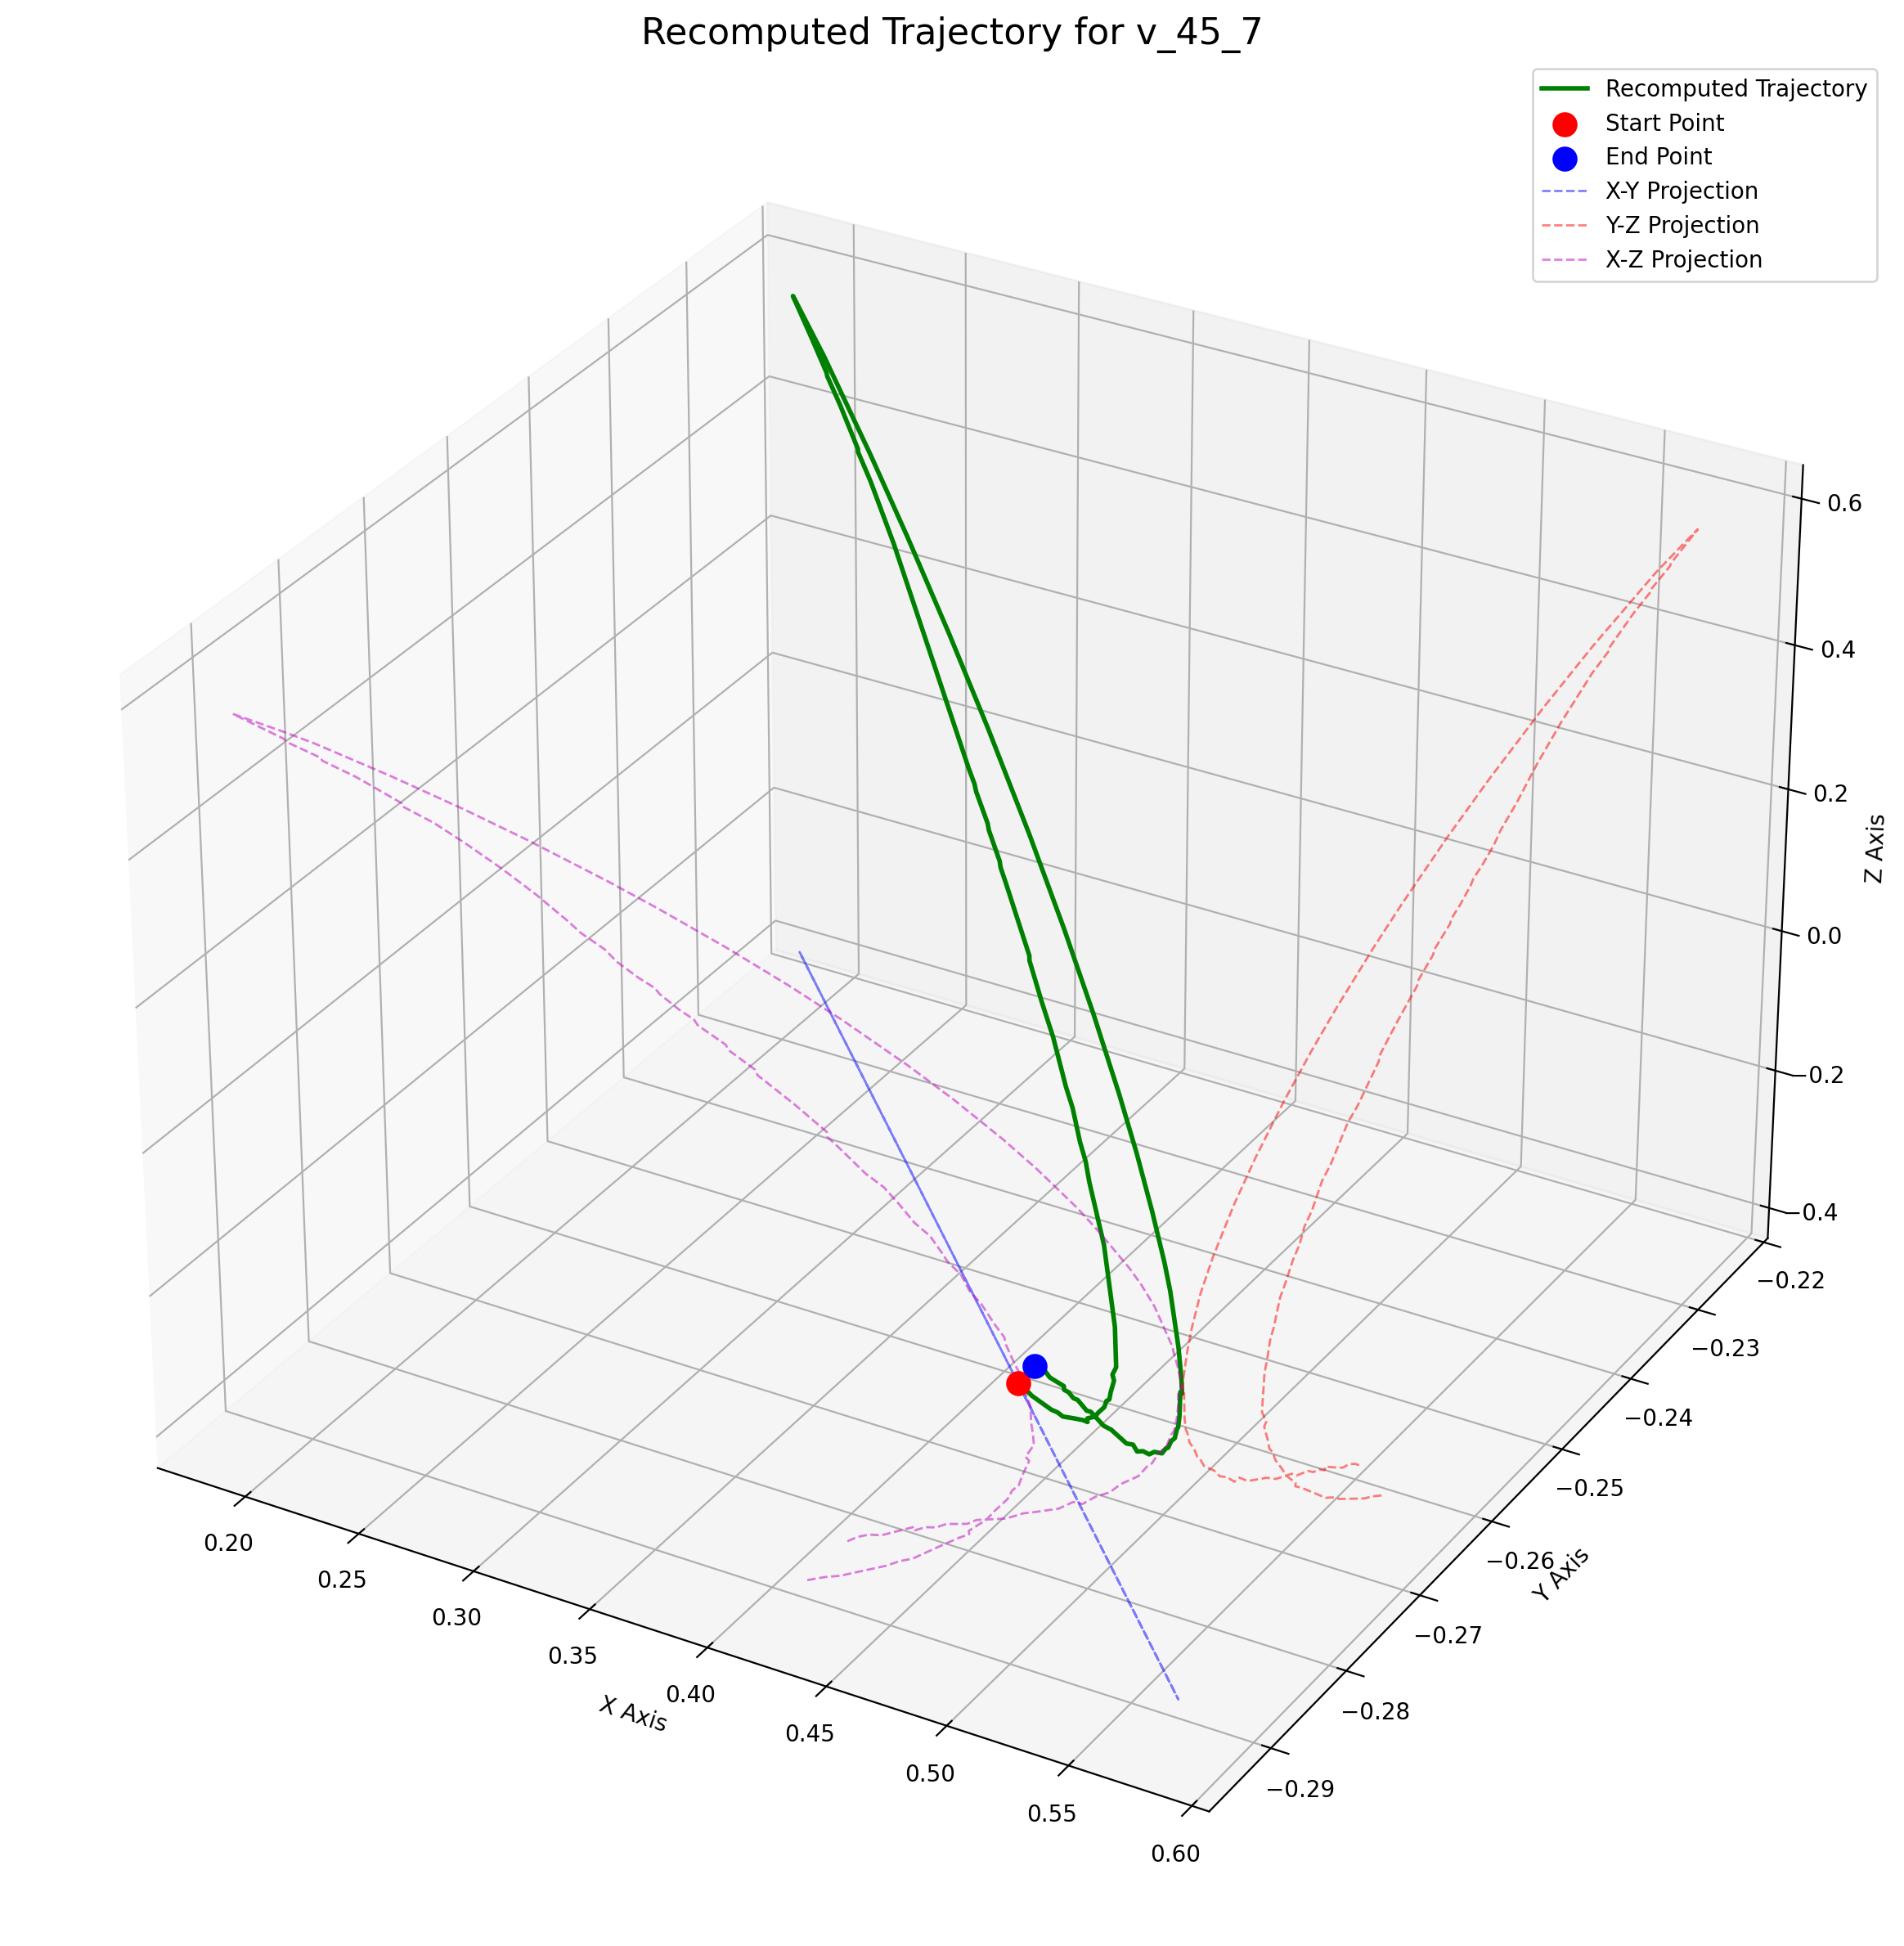 Recomputed Trajectory for v_45_7
Recomputed Trajectory
Start Point
End Point
X-Y Projection
Y-Z Projection
X-Z Projection
0.6
0.4
0.2
0.0
−0.2
−0.4
Z Axis
−0.22
−0.23
−0.24
−0.25
−0.26
−0.27
−0.28
−0.29
Y Axis
0.20
0.25
0.30
0.35
0.40
0.45
0.50
0.55
0.60
X Axis